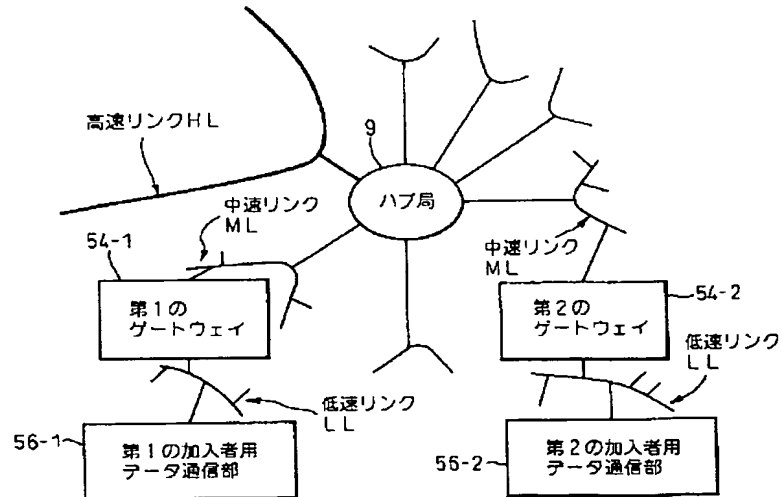 高速リンクHL
9
ハブ局
中速リンク
ML
54-1
中速リンク
ML
第1の
ゲートウェイ
第2の
ゲートウェイ
54-2
低速リンク
LL
低速リンク
LL
56-1
第1の加入者用
データ通信部
56-2
第2の加入者用
データ通信部